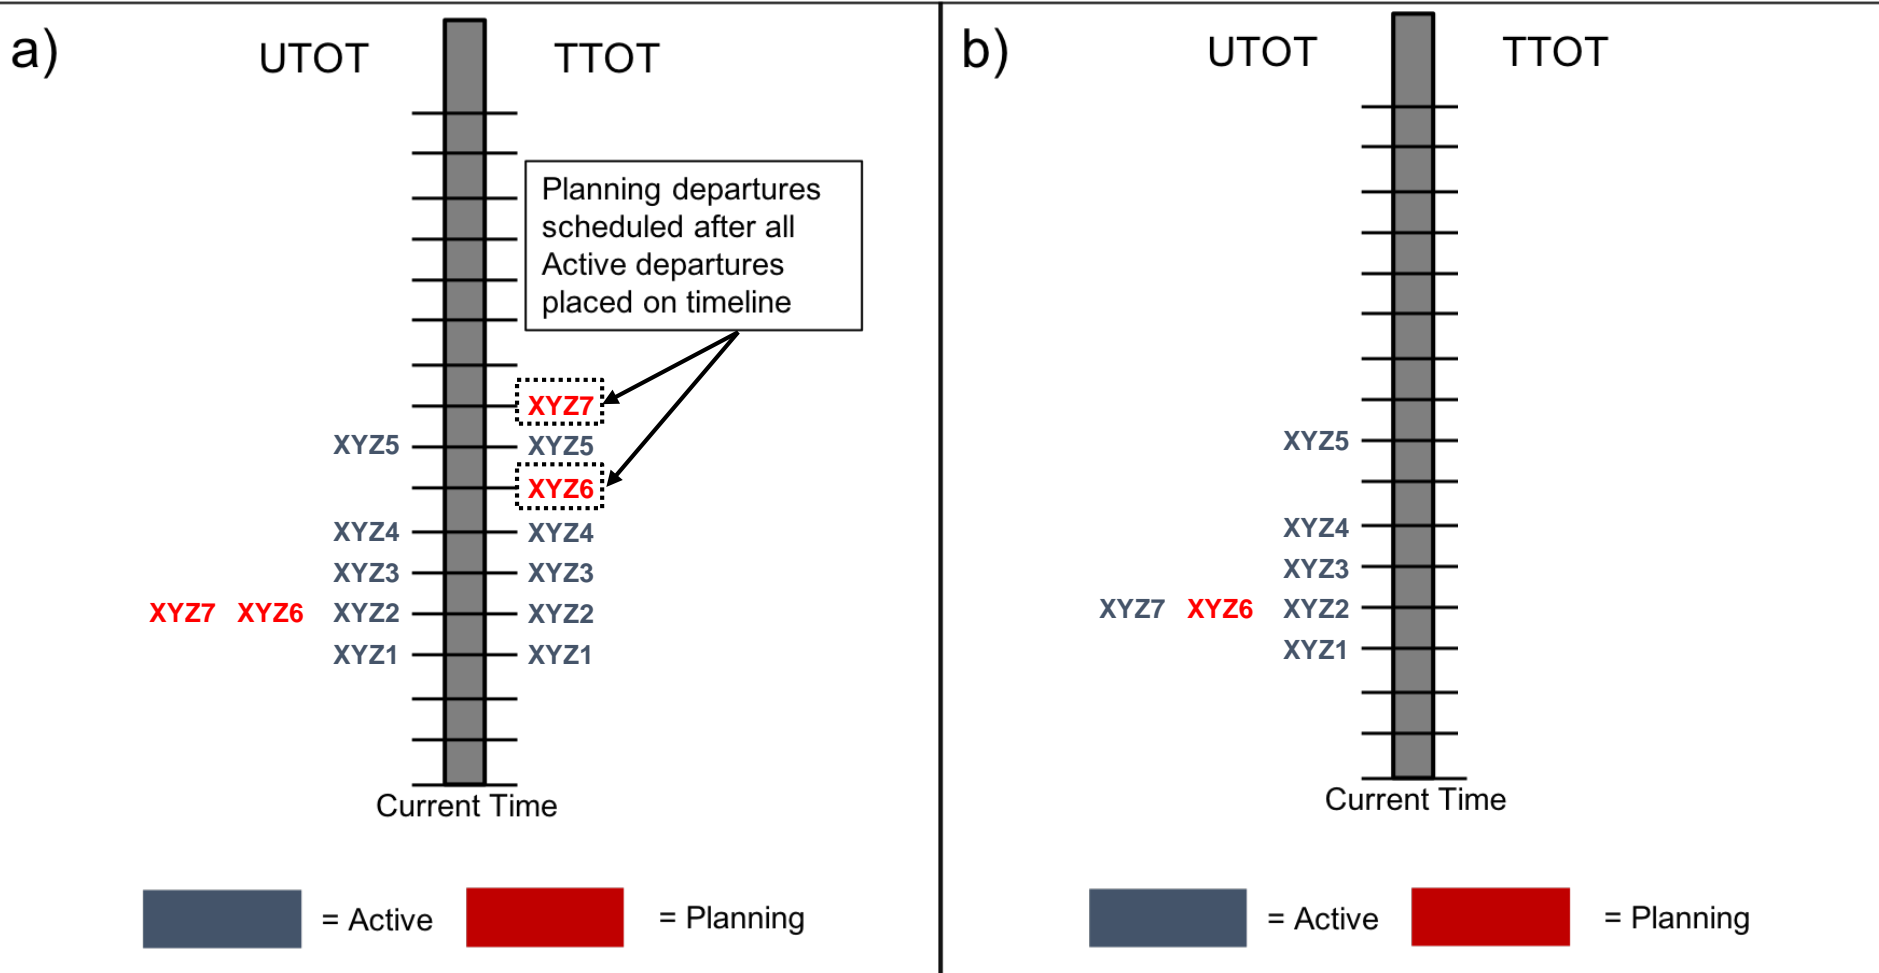 a)
UTOT TTOT
Planning departures
scheduled after all
Active departures
placed on timeline
XYZ7
XYZ5 XYZ5
XYZ6
XYZ4 XYZ4
XYZ3 XYZ3
XYZ7 XYZ6 XYZ2 XYZ2
XYZ1 XYZ1
Current Time
= Active = Planning
b)
UTOT TTOT
XYZ5
XYZ4
XYZ3
XYZ7 XYZ6 XYZ2
XYZ1
Current Time
= Active = Planning